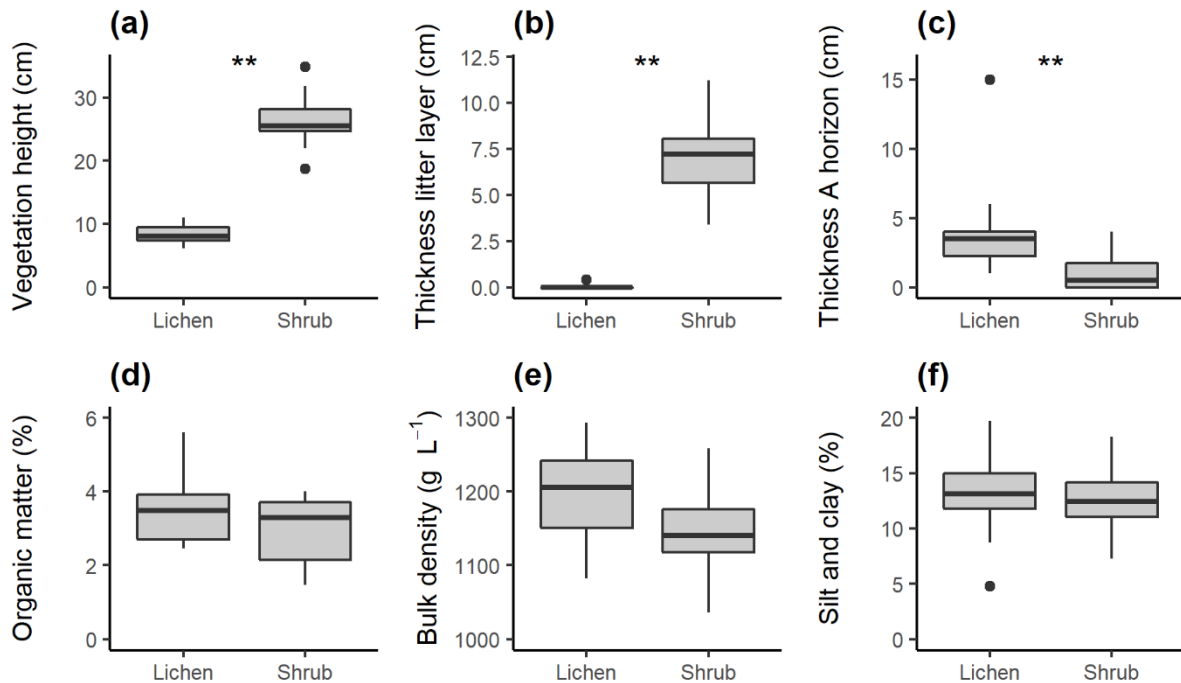 (a)
Vegetation height (cm)
30
20
10
0
**
Lichen
Shrub
(b)
Thickness litter layer (cm)
12.5
10.0
7.5
5.0
2.5
0.0
**
Lichen
Shrub
(c)
Thickness A horizon (cm)
15
10
5
0
**
Lichen
Shrub
(d)
Organic matter (%)
6
4
2
0
Lichen
Shrub
(e)
Bulk density (g L⁻¹)
1300
1200
1100
1000
Lichen
Shrub
(f)
Silt and clay (%)
20
15
10
5
0
Lichen
Shrub